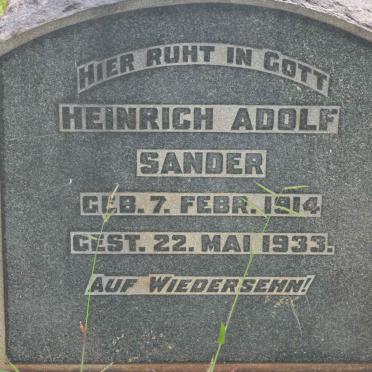 HIER RUHT IN GOTT
HEINRICH ADOLF
SANDER
GEB. 7. FEBR. 1914
GEST. 22. MAI 1933.
AUF WIEDERSEHN!